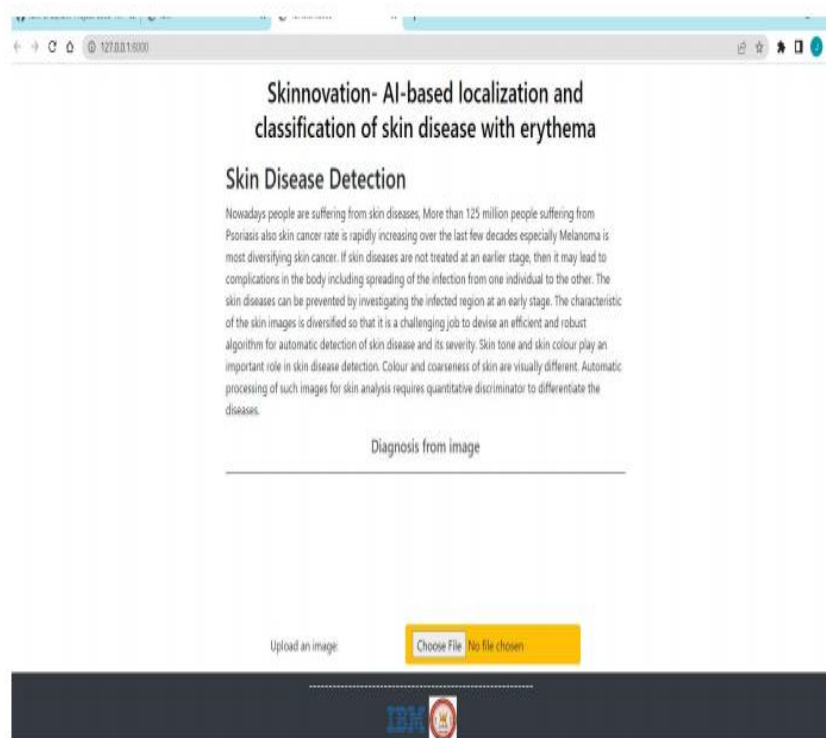 127.0.0.1:6000
Skinnovation- AI-based localization and
classification of skin disease with erythema
Skin Disease Detection
Nowadays people are suffering from skin diseases, More than 125 million people suffering from
Psoriasis also skin cancer rate is rapidly increasing over the last few decades especially Melanoma is
most diversifying skin cancer. If skin diseases are not treated at an earlier stage, then it may lead to
complications in the body including spreading of the infection from one individual to the other. The
skin diseases can be prevented by investigating the infected region at an early stage. The characteristic
of the skin images is diversified so that it is a challenging job to devise an efficient and robust
algorithm for automatic detection of skin disease and its severity. Skin tone and skin colour play an
important role in skin disease detection. Colour and coarseness of skin are visually different. Automatic
processing of such images for skin analysis requires quantitative discriminator to differentiate the
diseases.
Diagnosis from image
Upload an image: Choose File No file chosen
IBM